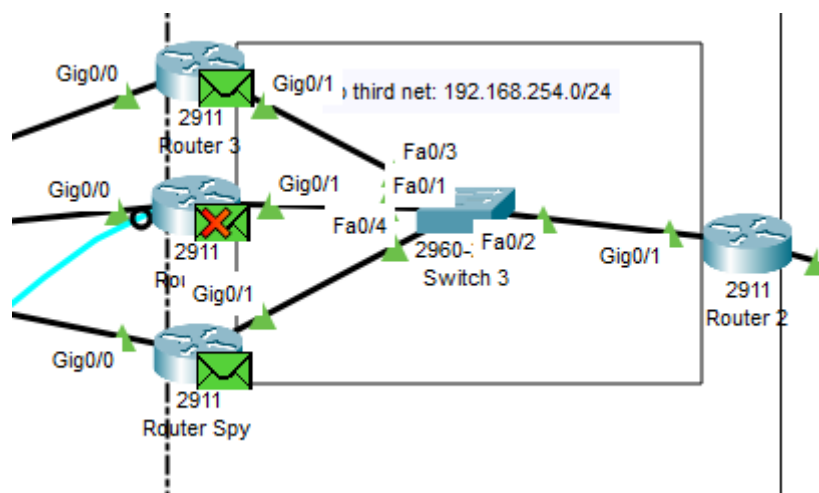 Gig0/0
Gig0/1
third net: 192.168.254.0/24
2911
Router 3
Fa0/3
Gig0/0
Gig0/1
Fa0/1
Fa0/4
2911
2960-
Fa0/2
Gig0/1
Switch 3
Gig0/1
2911
Router 2
Gig0/0
2911
Router Spy